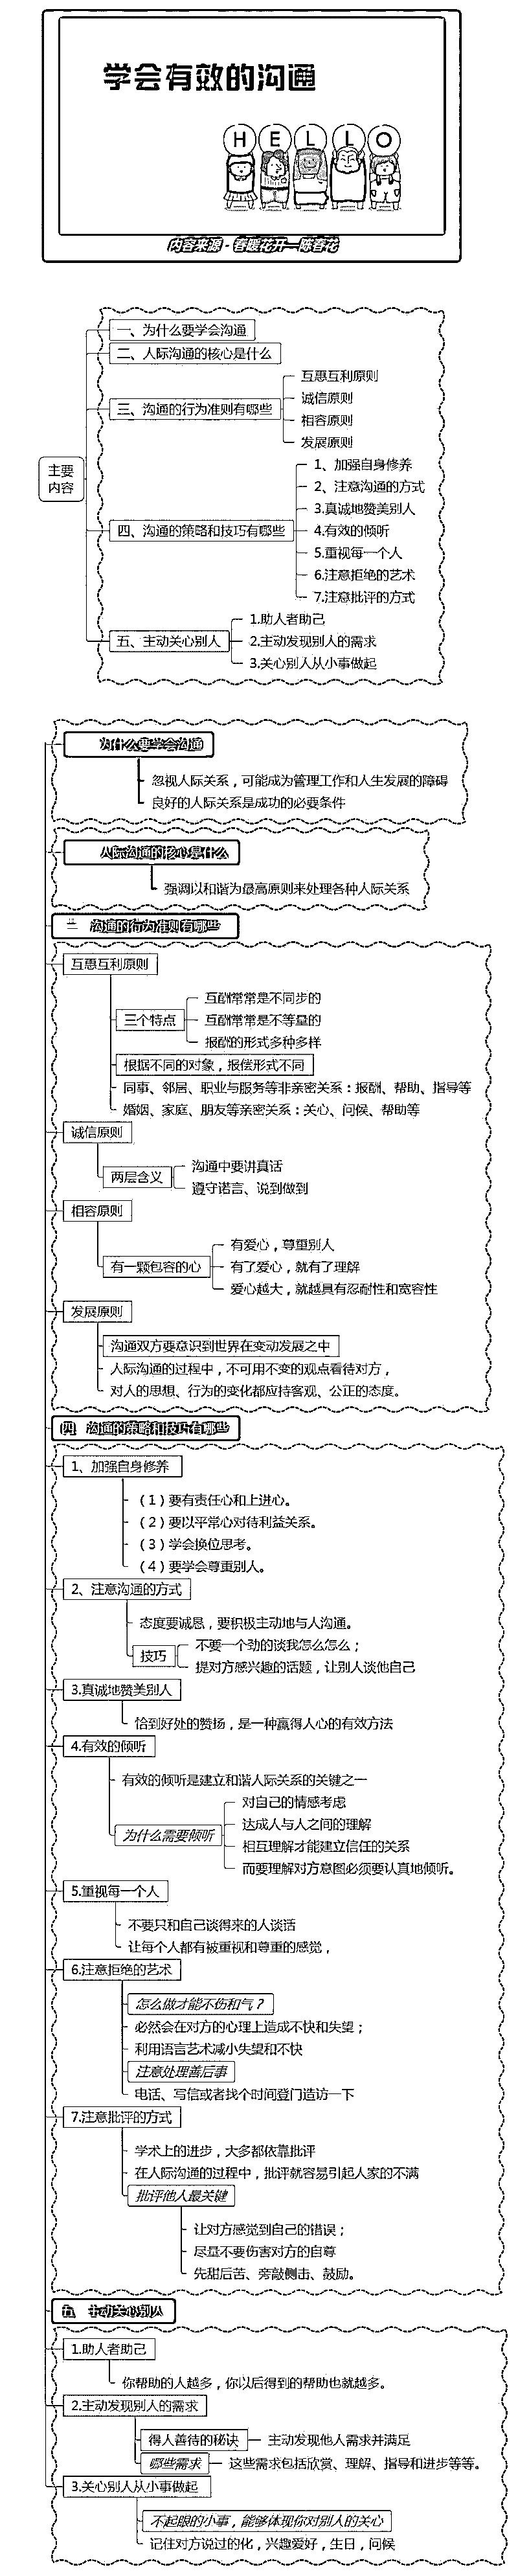 学会有效的沟通
H E L L O
内容来源-春暖花开—陈春花
主要
内容
一、为什么要学会沟通
二、人际沟通的核心是什么
三、沟通的行为准则有哪些
互惠互利原则
诚信原则
相容原则
发展原则
四、沟通的策略和技巧有哪些
1、加强自身修养
2、注意沟通的方式
3.真诚地赞美别人
4.有效的倾听
5.重视每一个人
6.注意拒绝的艺术
7.注意批评的方式
五、主动关心别人
1.助人者助己
2.主动发现别人的需求
3.关心别人从小事做起
为什么要学会沟通
忽视人际关系，可能成为管理工作和人生发展的障碍
良好的人际关系是成功的必要条件
人际沟通的核心是什么
强调以和谐为最高原则来处理各种人际关系
三 沟通的行为准则有哪些
互惠互利原则
三个特点
互酬常常是不同步的
互酬常常是不等量的
报酬的形式多种多样
根据不同的对象，报偿形式不同
同事、邻居、职业与服务等非亲密关系：报酬、帮助、指导等
婚姻、家庭、朋友等亲密关系：关心、问候、帮助等
诚信原则
两层含义
沟通中要讲真话
遵守诺言、说到做到
相容原则
有一颗包容的心
有爱心，尊重别人
有了爱心，就有了理解
爱心越大，就越具有忍耐性和宽容性
发展原则
沟通双方要意识到世界在变动发展之中
人际沟通的过程中，不可用不变的观点看待对方，
对人的思想、行为的变化都应持客观、公正的态度。
四 沟通的策略和技巧有哪些
1、加强自身修养
（1）要有责任心和上进心。
（2）要以平常心对待利益关系。
（3）学会换位思考。
（4）要学会尊重别人。
2、注意沟通的方式
态度要诚恳，要积极主动地与人沟通。
技巧
不要一个劲的谈我怎么怎么；
提对方感兴趣的话题，让别人谈他自己
3.真诚地赞美别人
恰到好处的赞扬，是一种赢得人心的有效方法
4.有效的倾听
有效的倾听是建立和谐人际关系的关键之一
为什么需要倾听
对自己的情感考虑
达成人与人之间的理解
相互理解才能建立信任的关系
而要理解对方意图必须要认真地倾听。
5.重视每一个人
不要只和自己谈得来的人谈话
让每个人都有被重视和尊重的感觉，
6.注意拒绝的艺术
怎么做才能不伤和气？
必然会在对方的心理上造成不快和失望；
利用语言艺术减小失望和不快
注意处理善后事
电话、写信或者找个时间登门造访一下
7.注意批评的方式
学术上的进步，大多都依靠批评
在人际沟通的过程中，批评就容易引起人家的不满
批评他人最关键
让对方感觉到自己的错误；
尽量不要伤害对方的自尊
先甜后苦、旁敲侧击、鼓励。
五 主动关心别人
1.助人者助己
你帮助的人越多，你以后得到的帮助也就越多。
2.主动发现别人的需求
得人善待的秘诀
主动发现他人需求并满足
哪些需求
这些需求包括欣赏、理解、指导和进步等等。
3.关心别人从小事做起
不起眼的小事，能够体现你对别人的关心
记住对方说过的化，兴趣爱好，生日，问候